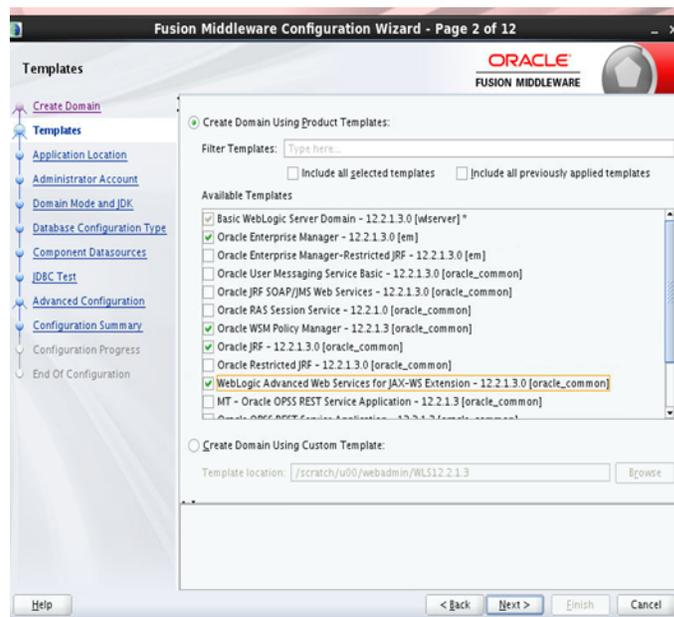 Fusion Middleware Configuration Wizard - Page 2 of 12
Templates
ORACLE
FUSION MIDDLEWARE
Create Domain
Templates
Application Location
Administrator Account
Domain Mode and JDK
Database Configuration Type
Component Datasources
JDBC Test
Advanced Configuration
Configuration Summary
Configuration Progress
End Of Configuration
Create Domain Using Product Templates:
Filter Templates: Type here...
Include all selected templates Include all previously applied templates
Available Templates
Basic WebLogic Server Domain - 12.2.1.3.0 [wlserver] *
Oracle Enterprise Manager - 12.2.1.3.0 [em]
Oracle Enterprise Manager-Restricted JRF - 12.2.1.3.0 [em]
Oracle User Messaging Service Basic - 12.2.1.3.0 [oracle_common]
Oracle JRF SOAP/JMS Web Services - 12.2.1.3.0 [oracle_common]
Oracle RAS Session Service - 12.2.1.0 [oracle_common]
Oracle WSM Policy Manager - 12.2.1.3 [oracle_common]
Oracle JRF - 12.2.1.3.0 [oracle_common]
Oracle Restricted JRF - 12.2.1.3.0 [oracle_common]
WebLogic Advanced Web Services for JAX-WS Extension - 12.2.1.3.0 [oracle_common]
MT - Oracle OPSS REST Service Application - 12.2.1.3 [oracle_common]
Oracle OPSS REST Service Application - 12.2.1.3 [oracle_common]
Create Domain Using Custom Template:
Template location: /scratch/u00/webadmin/WLS12.2.1.3 Browse
Help < Back Next > Finish Cancel